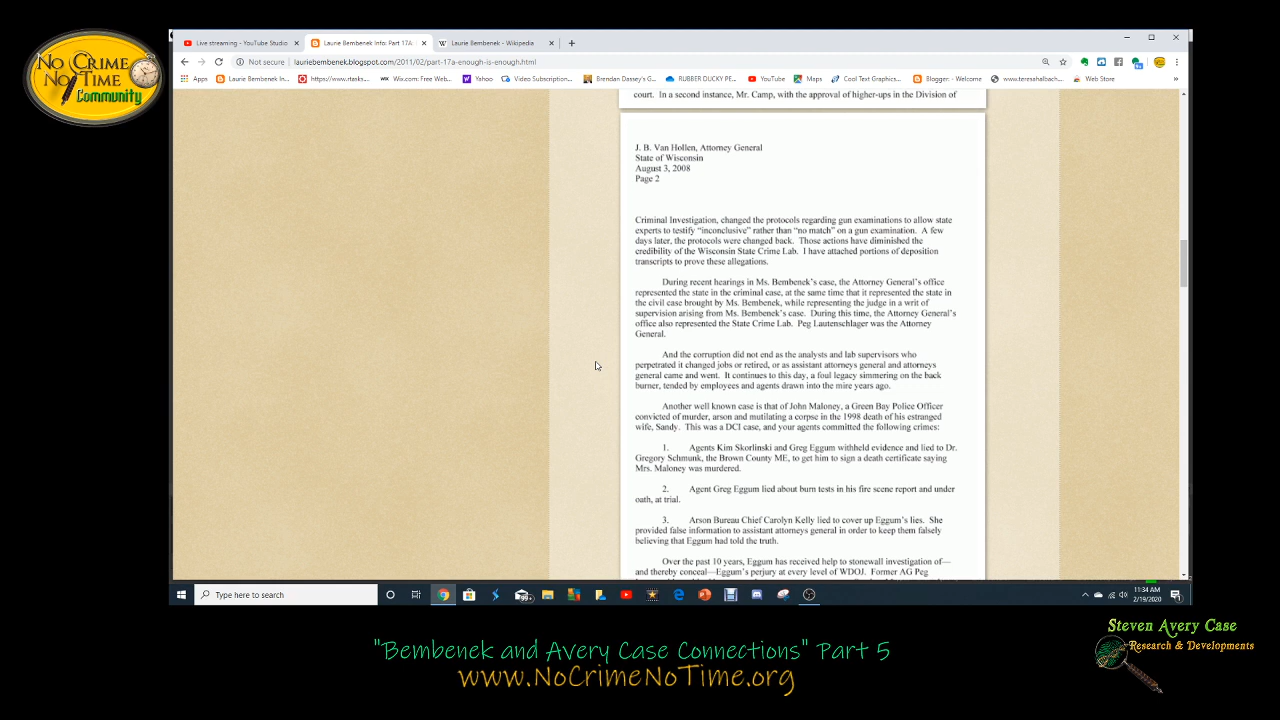 No Crime
No Time
Community
Live streaming - YouTube Studio
Laurie Bembenek Info: Part 17A
Laurie Bembenek - Wikipedia
Not secure
lauriebembenek.blogspot.com/2011/02/part-17a-enough-is-enough.html
Apps
Laurie Bembenek In...
https://www.rtasks...
Wix.com: Free Web...
Yahoo
Video Subscription...
Brendan Dassey's G...
RUBBER DUCKY PE...
YouTube
Maps
Cool Text Graphics...
Blogger: - Welcome
www.teresahalbach...
Web Store
court. In a second instance, Mr. Camp, with the approval of higher-ups in the Division of
J. B. Van Hollen, Attorney General
State of Wisconsin
August 3, 2008
Page 2
Criminal Investigation, changed the protocols regarding gun examinations to allow state
experts to testify “inconclusive” rather than “no match” on a gun examination. A few
days later, the protocols were changed back. Those actions have diminished the
credibility of the Wisconsin State Crime Lab. I have attached portions of deposition
transcripts to prove these allegations.
During recent hearings in Ms. Bembenek’s case, the Attorney General’s office
represented the state in the criminal case, at the same time that it represented the state in
the civil case brought by Ms. Bembenek, while representing the judge in a writ of
supervision arising from Ms. Bembenek’s case. During this time, the Attorney General’s
office also represented the State Crime Lab. Peg Lautenschlager was the Attorney
General.
And the corruption did not end as the analysts and lab supervisors who
perpetrated it changed jobs or retired, or as assistant attorneys general and attorneys
general came and went. It continues to this day, a foul legacy simmering on the back
burner, tended by employees and agents drawn into the mire years ago.
Another well known case is that of John Maloney, a Green Bay Police Officer
convicted of murder, arson and mutilating a corpse in the 1998 death of his estranged
wife, Sandy. This was a DCI case, and your agents committed the following crimes:
1. Agents Kim Skorlinski and Greg Eggum withheld evidence and lied to Dr.
Gregory Schmunk, the Brown County ME, to get him to sign a death certificate saying
Mrs. Maloney was murdered.
2. Agent Greg Eggum lied about burn tests in his fire scene report and under
oath, at trial.
3. Arson Bureau Chief Carolyn Kelly lied to cover up Eggum’s lies. She
provided false information to assistant attorneys general in order to keep them falsely
believing that Eggum had told the truth.
Over the past 10 years, Eggum has received help to stonewall investigation of—
and thereby conceal—Eggum’s perjury at every level of WDOJ. Former AG Peg
Type here to search
11:34 AM
2/19/2020
Steven Avery Case
Research & Developments
"Bembenek and Avery Case Connections" Part 5
www.NoCrimeNoTime.org